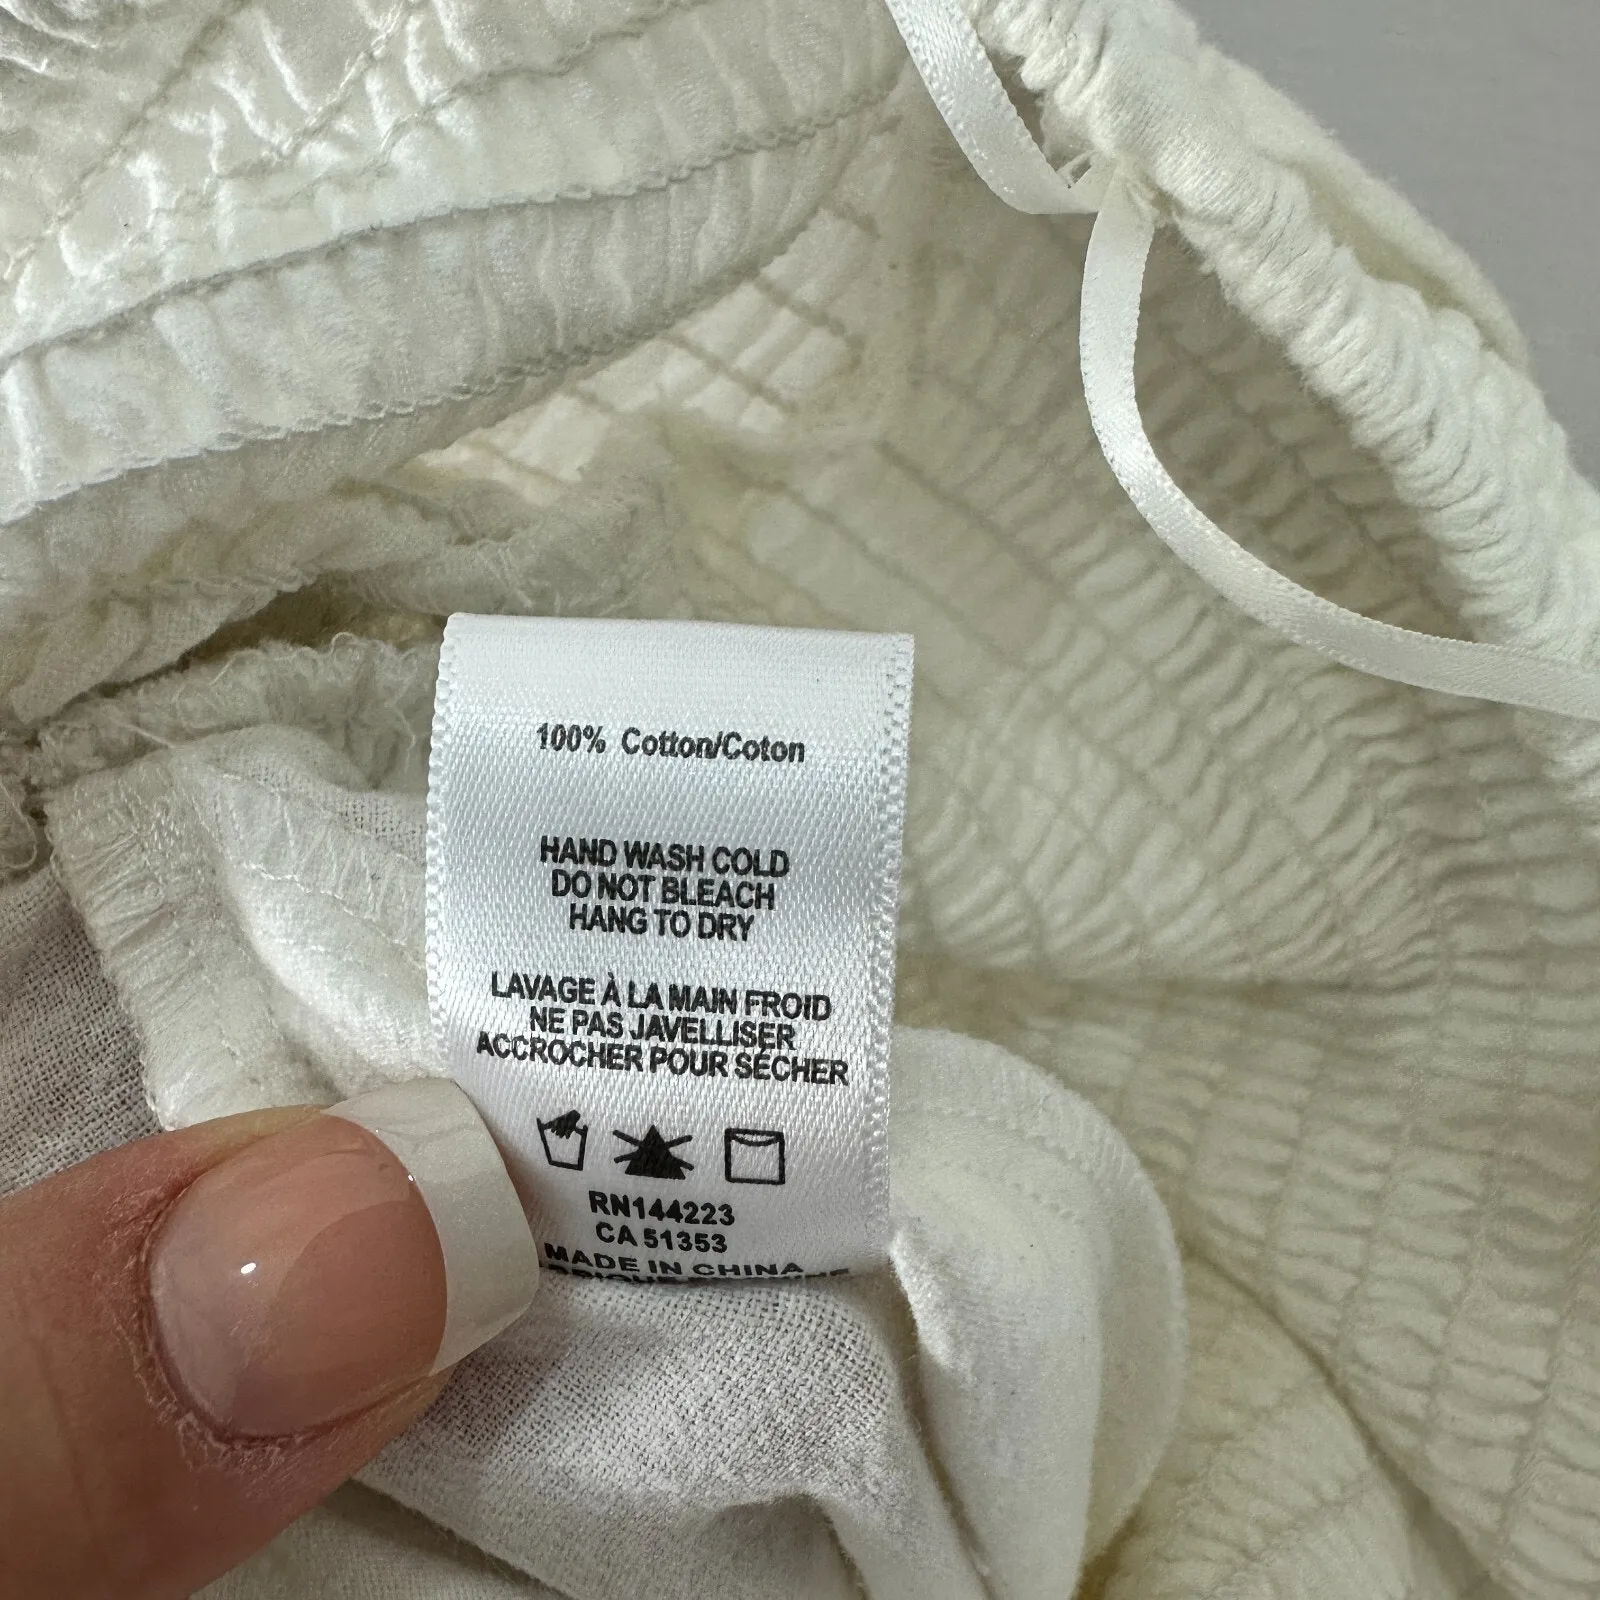 100% Cotton/Coton
HAND WASH COLD
DO NOT BLEACH
HANG TO DRY
LAVAGE À LA MAIN FROID
NE PAS JAVELLISER
ACCROCHER POUR SÉCHER
RN144223
CA 51353
MADE IN CHINA